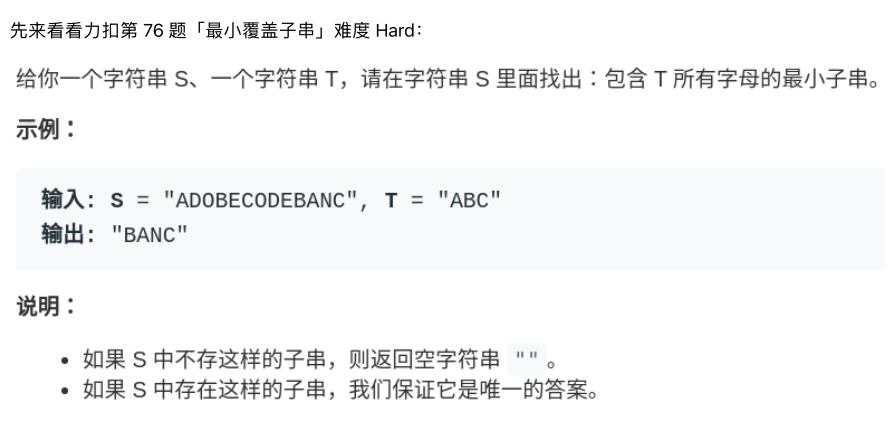 先来看看力扣第 76 题「最小覆盖子串」难度 Hard：
给你一个字符串 S、一个字符串 T，请在字符串 S 里面找出：包含 T 所有字母的最小子串。
示例：
输入: S = "ADOBECODEBANC", T = "ABC"
输出: "BANC"
说明：
• 如果 S 中不存这样的子串，则返回空字符串 ""。
• 如果 S 中存在这样的子串，我们保证它是唯一的答案。